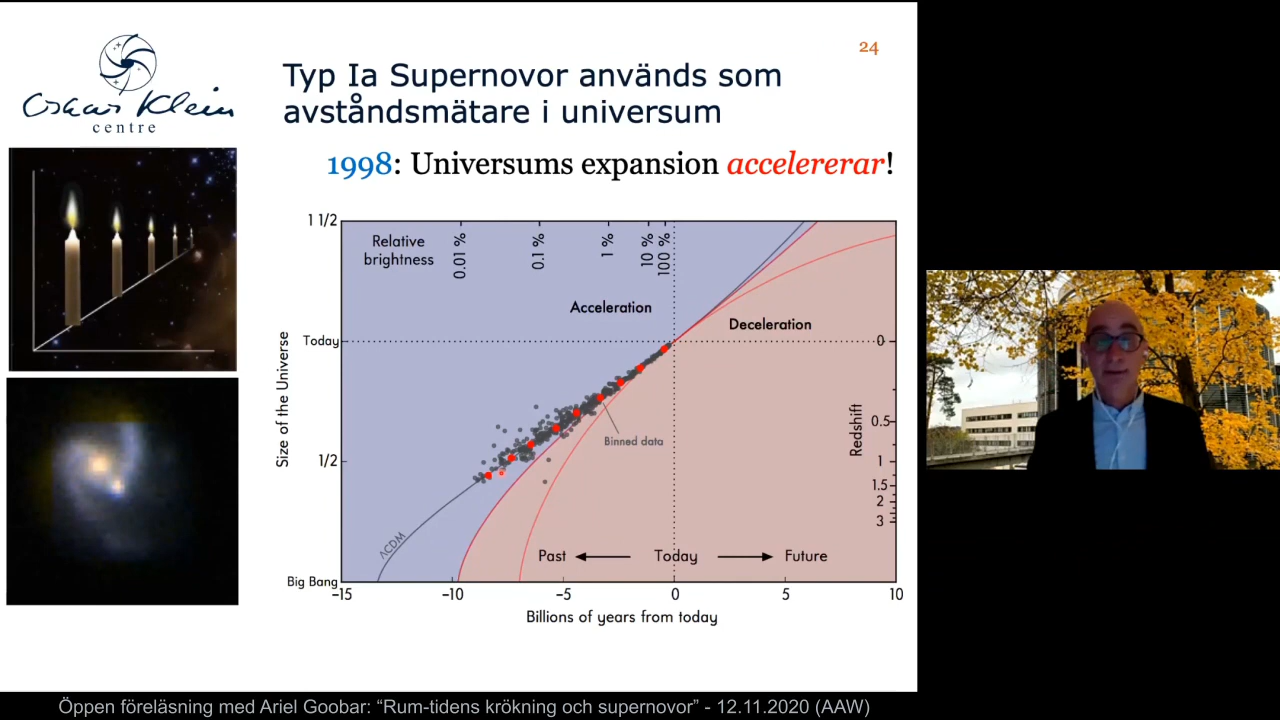 24
Oskar Klein
centre
Typ Ia Supernovor används som
avståndsmätare i universum
1998: Universums expansion accelererar!
1 1/2
Relative
brightness
0.01 %
0.1 %
1 %
10 %
100 %
Acceleration
Deceleration
Today
0
Size of the Universe
Binned data
Redshift
0.5
1/2
1
1.5
2
3
ΛCDM
Past
Today
Future
Big Bang
−15
−10
−5
0
5
10
Billions of years from today
Öppen föreläsning med Ariel Goobar: “Rum-tidens krökning och supernovor” - 12.11.2020 (AAW)